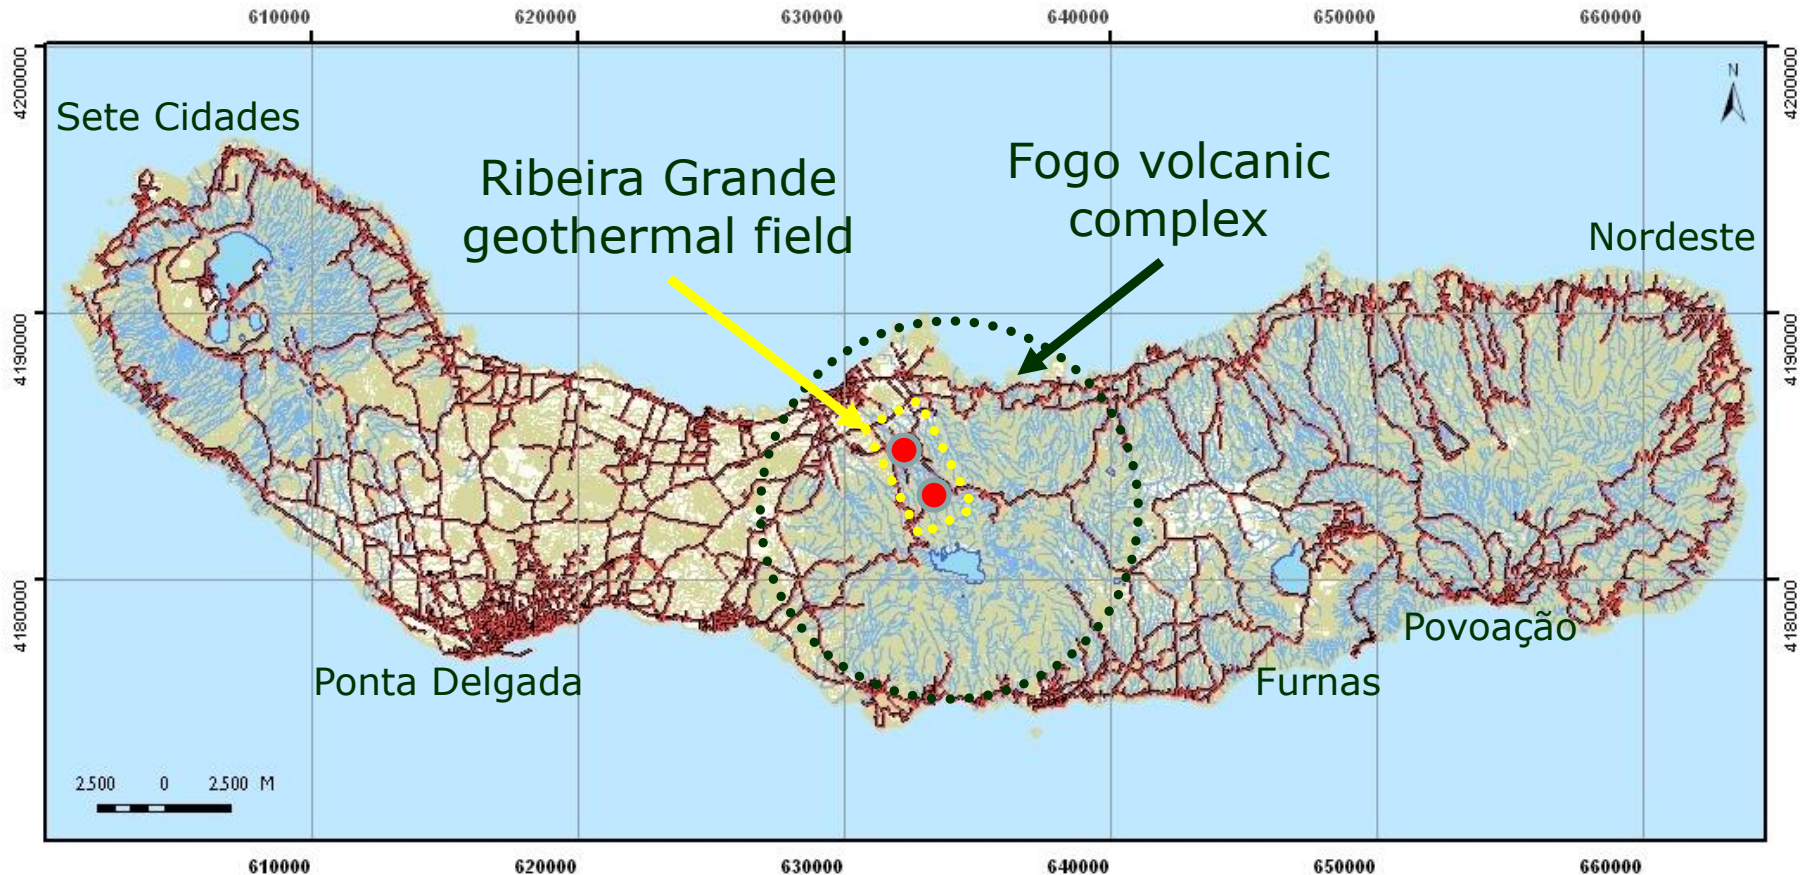 610000 620000 630000 640000 650000 660000
4200000
4200000
N
Sete Cidades
Ribeira Grande
geothermal field
Fogo volcanic
complex
Nordeste
4190000
4190000
4180000
4180000
Povoação
Ponta Delgada
Furnas
2.500 0 2.500 M
610000 620000 630000 640000 650000 660000